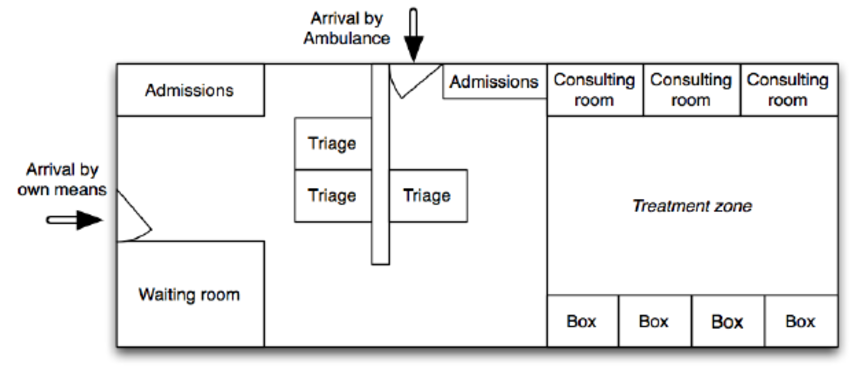 Arrival by
Ambulance
Admissions
Admissions
Consulting
room
Consulting
room
Consulting
room
Triage
Arrival by
own means
Triage
Triage
Treatment zone
Waiting room
Box
Box
Box
Box